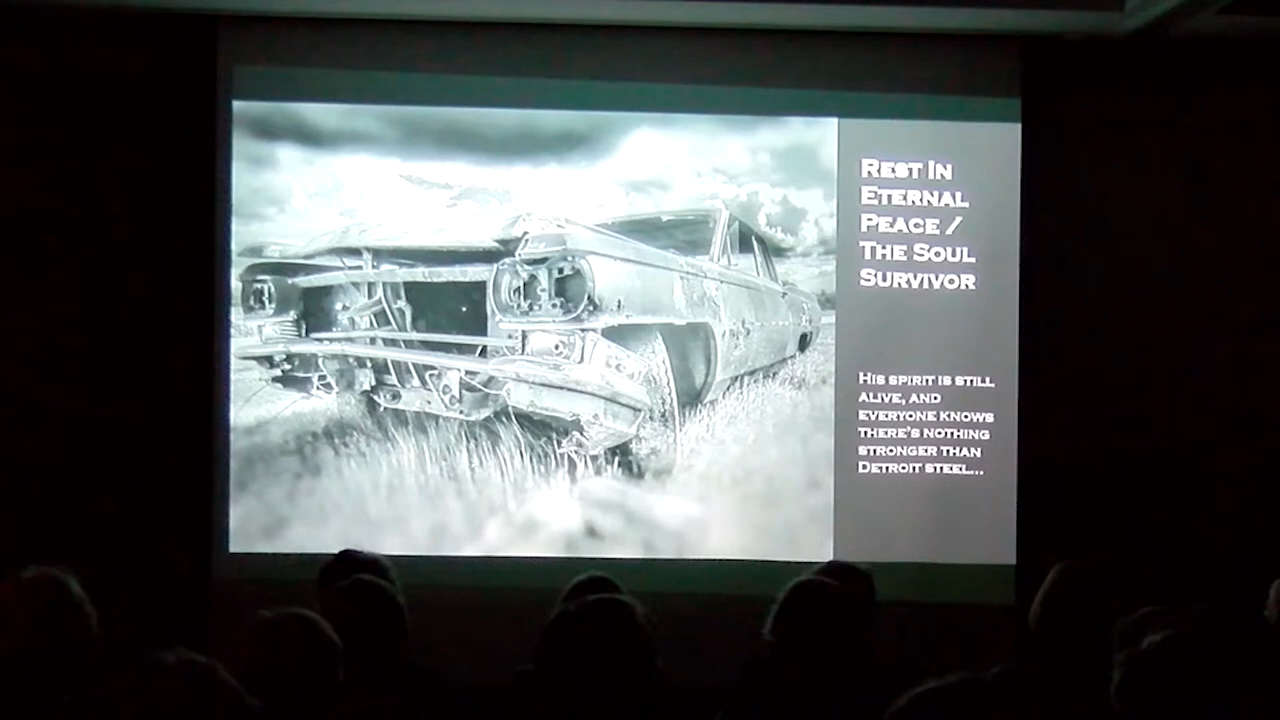 Rest In
Eternal
Peace /
The Soul
Survivor
His spirit is still
alive, and
everyone knows
there's nothing
stronger than
Detroit steel...